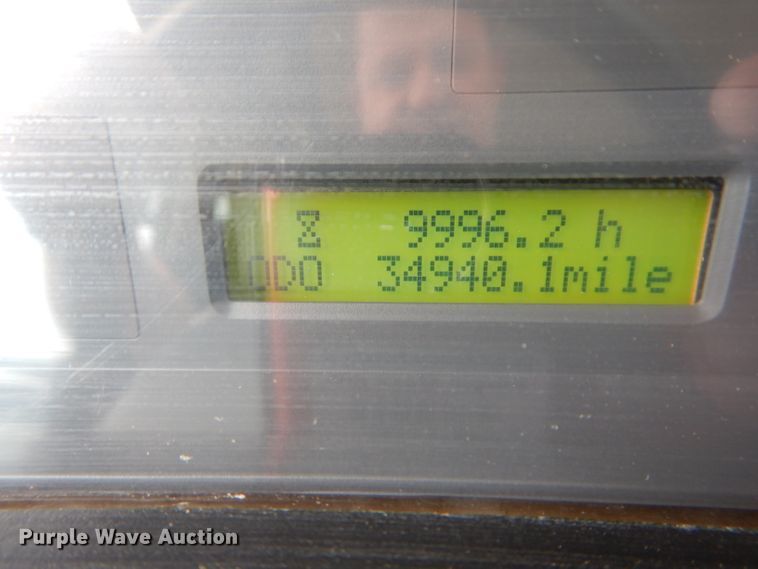 9996.2 h
ODO 34940.1mile
Purple Wave Auction